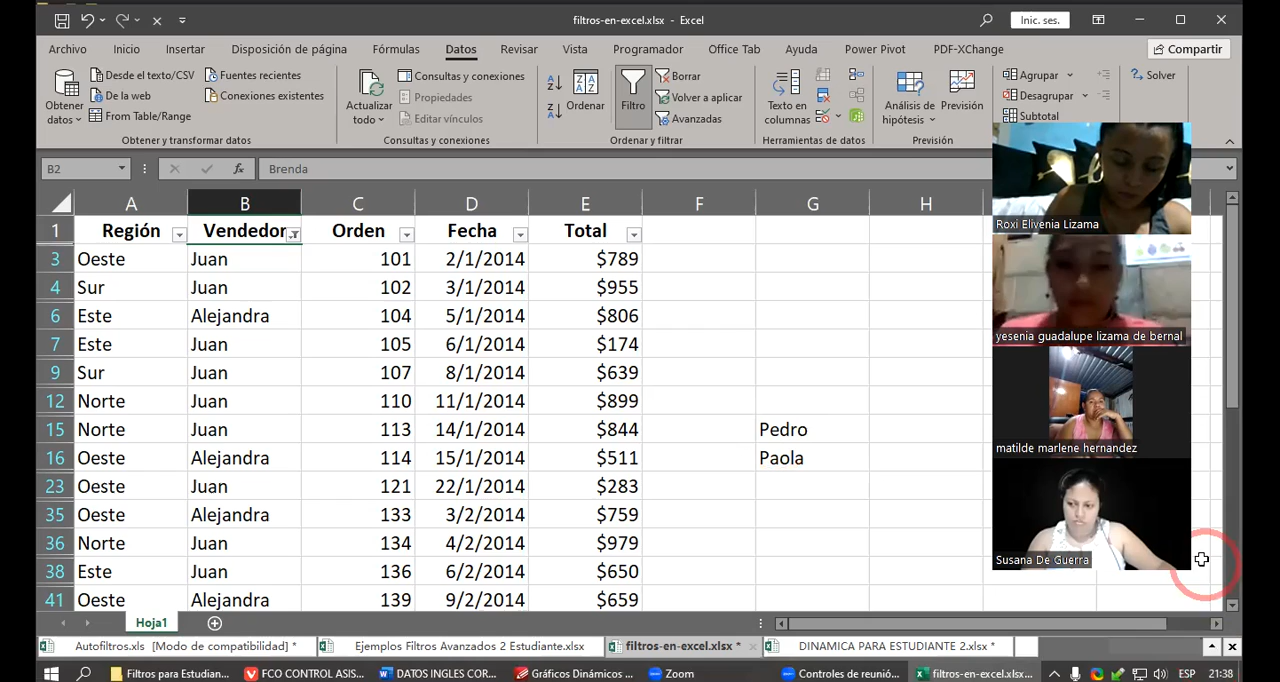 filtros-en-excel.xlsx - Excel
Inic. ses.
Archivo Inicio Insertar Disposición de página Fórmulas Datos Revisar Vista Programador Office Tab Ayuda Power Pivot PDF-XChange Compartir
Desde el texto/CSV Fuentes recientes Consultas y conexiones Borrar Agrupar Solver
Obtener datos De la web Conexiones existentes Actualizar todo Propiedades Ordenar Filtro Volver a aplicar Texto en columnas Análisis de hipótesis Previsión Desagrupar
From Table/Range Editar vínculos Avanzadas Subtotal
Obtener y transformar datos Consultas y conexiones Ordenar y filtrar Herramientas de datos Previsión
B2 fx Brenda
A B C D E F G H
1 Región Vendedor Orden Fecha Total
3 Oeste Juan 101 2/1/2014 $789
4 Sur Juan 102 3/1/2014 $955
6 Este Alejandra 104 5/1/2014 $806
7 Este Juan 105 6/1/2014 $174
9 Sur Juan 107 8/1/2014 $639
12 Norte Juan 110 11/1/2014 $899
15 Norte Juan 113 14/1/2014 $844 Pedro
16 Oeste Alejandra 114 15/1/2014 $511 Paola
23 Oeste Juan 121 22/1/2014 $283
35 Oeste Alejandra 133 3/2/2014 $759
36 Norte Juan 134 4/2/2014 $979
38 Este Juan 136 6/2/2014 $650
41 Oeste Alejandra 139 9/2/2014 $659
Roxi Elivenia Lizama
yesenia guadalupe lizama de bernal
matilde marlene hernandez
Susana De Guerra
Hoja1
Autofiltros.xls [Modo de compatibilidad] * Ejemplos Filtros Avanzados 2 Estudiante.xlsx filtros-en-excel.xlsx * DINAMICA PARA ESTUDIANTE 2.xlsx *
Filtros para Estudian... FCO CONTROL ASIS... DATOS INGLES COR... Gráficos Dinámicos ... Zoom Controles de reunió... filtros-en-excel.xlsx... ESP 21:38